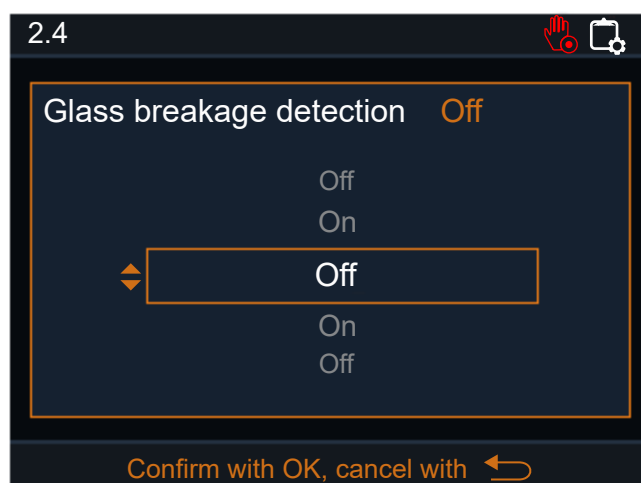 2.4
Glass breakage detection Off
Off
On
Off
On
Off
Confirm with OK, cancel with